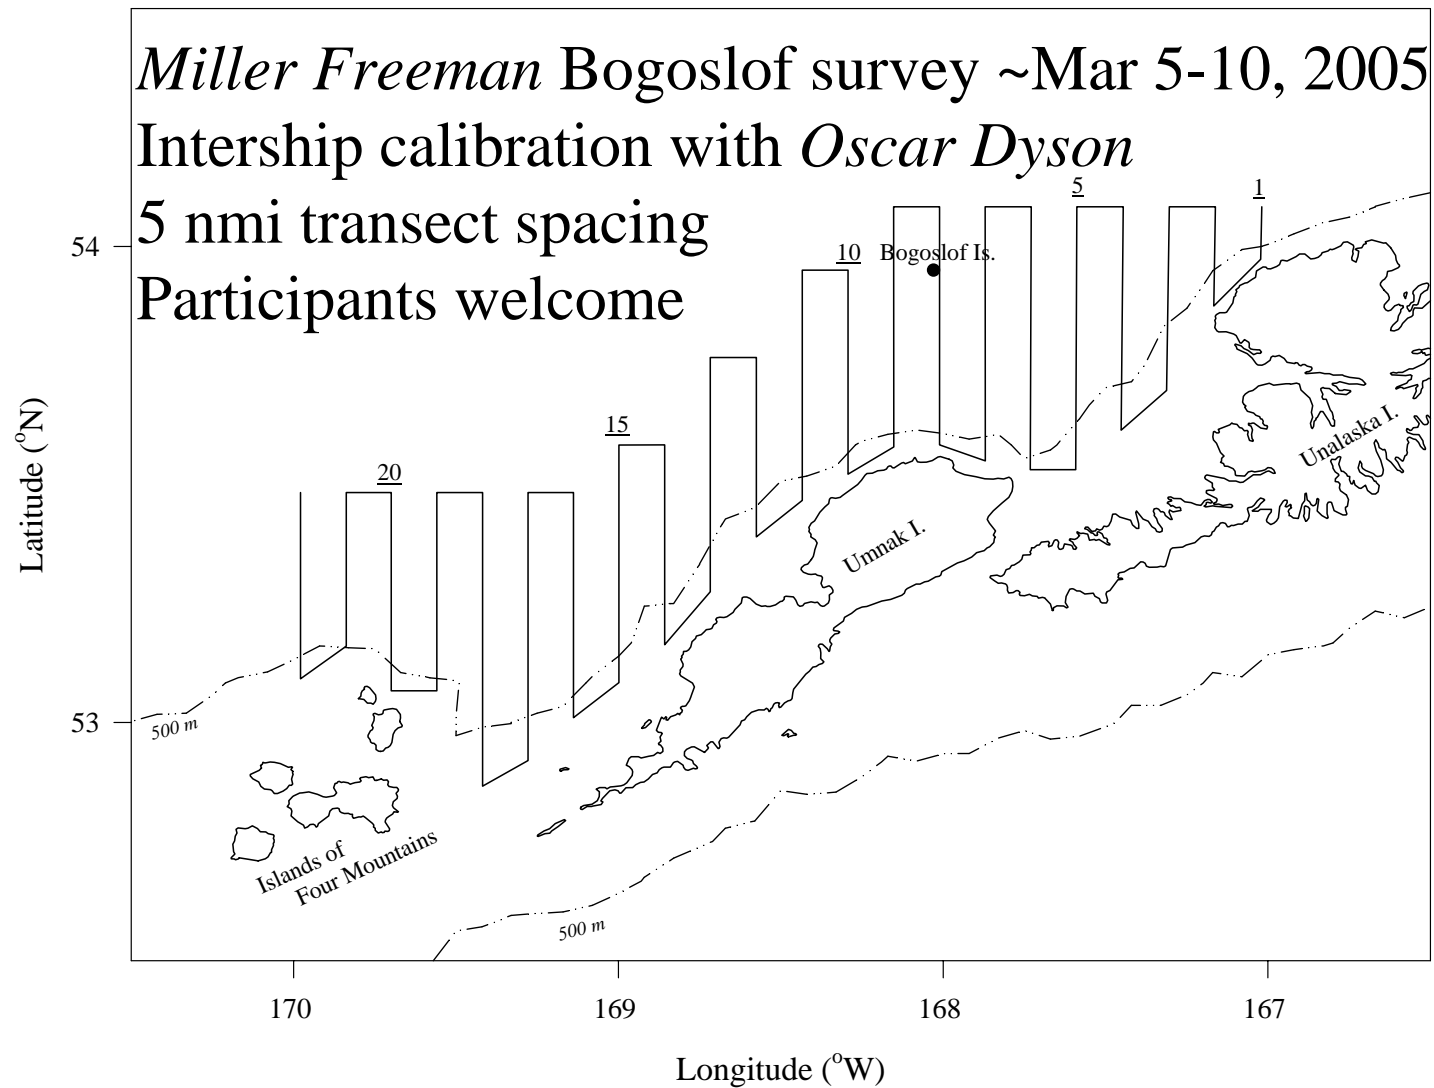 Miller Freeman Bogoslof survey ~Mar 5-10, 2005
Intership calibration with Oscar Dyson
5 nmi transect spacing
Participants welcome
5
1
10
Bogoslof Is.
15
20
54
53
Latitude (°N)
Unalaska I.
Umnak I.
500 m
Islands of
Four Mountains
500 m
170
169
168
167
Longitude (°W)